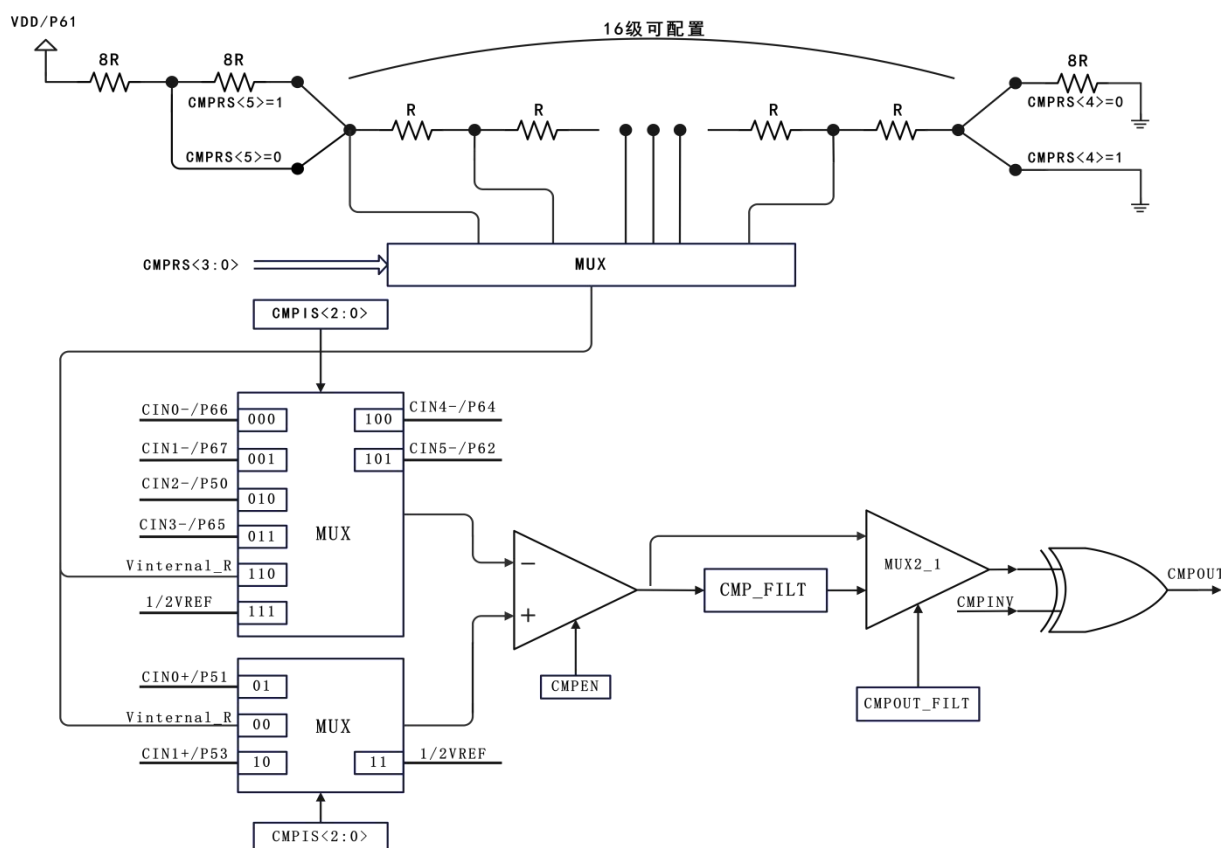 VDD/P61
16级可配置
8R
8R
8R
CMPRS<5>=1
CMPRS<4>=0
R
R
R
R
CMPRS<5>=0
CMPRS<4>=1
CMPRS<3:0>
MUX
CMPIS<2:0>
CIN0-/P66
000
100
CIN4-/P64
CIN1-/P67
001
101
CIN5-/P62
CIN2-/P50
010
CIN3-/P65
011
MUX
Vinternal_R
110
1/2VREF
111
−
+
CMPEN
CMP_FILT
MUX2_1
CMPOUT_FILT
CMPINV
CMPOUT
CIN0+/P51
01
Vinternal_R
00
MUX
CIN1+/P53
10
11
1/2VREF
CMPIS<2:0>